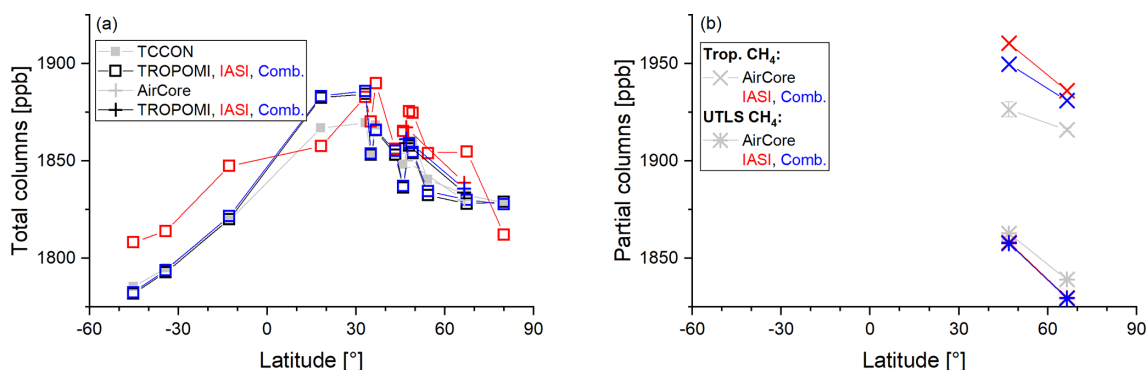 (a)
TCCON
TROPOMI, IASI, Comb.
AirCore
TROPOMI, IASI, Comb.
Total columns [ppb]
1900
1850
1800
-60 -30 0 30 60 90
Latitude [°]
(b)
Trop. CH₄:
AirCore
IASI, Comb.
UTLS CH₄:
AirCore
IASI, Comb.
Partial columns [ppb]
1950
1900
1850
-60 -30 0 30 60 90
Latitude [°]